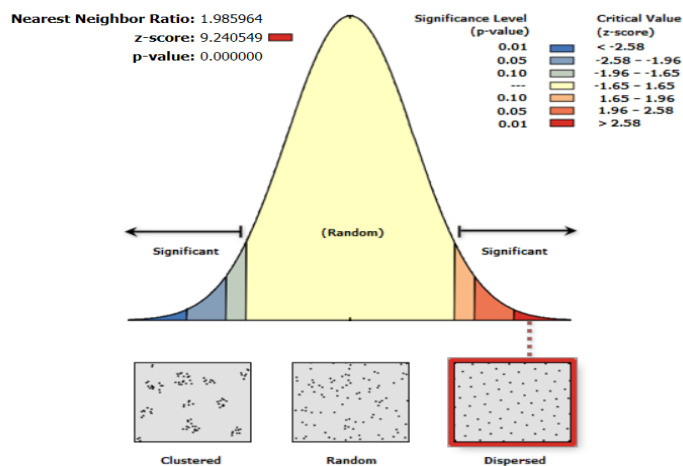 Nearest Neighbor Ratio: 1.985964
z-score: 9.240549
p-value: 0.000000
Significance Level
(p-value)
Critical Value
(z-score)
0.01 < -2.58
0.05 -2.58 – -1.96
0.10 -1.96 – -1.65
--- -1.65 – 1.65
0.10 1.65 – 1.96
0.05 1.96 – 2.58
0.01 > 2.58
(Random)
Significant
Significant
Clustered
Random
Dispersed